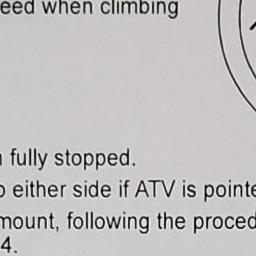 eed when climbing
fully stopped.
either side if ATV is pointe
mount, following the proced
4.